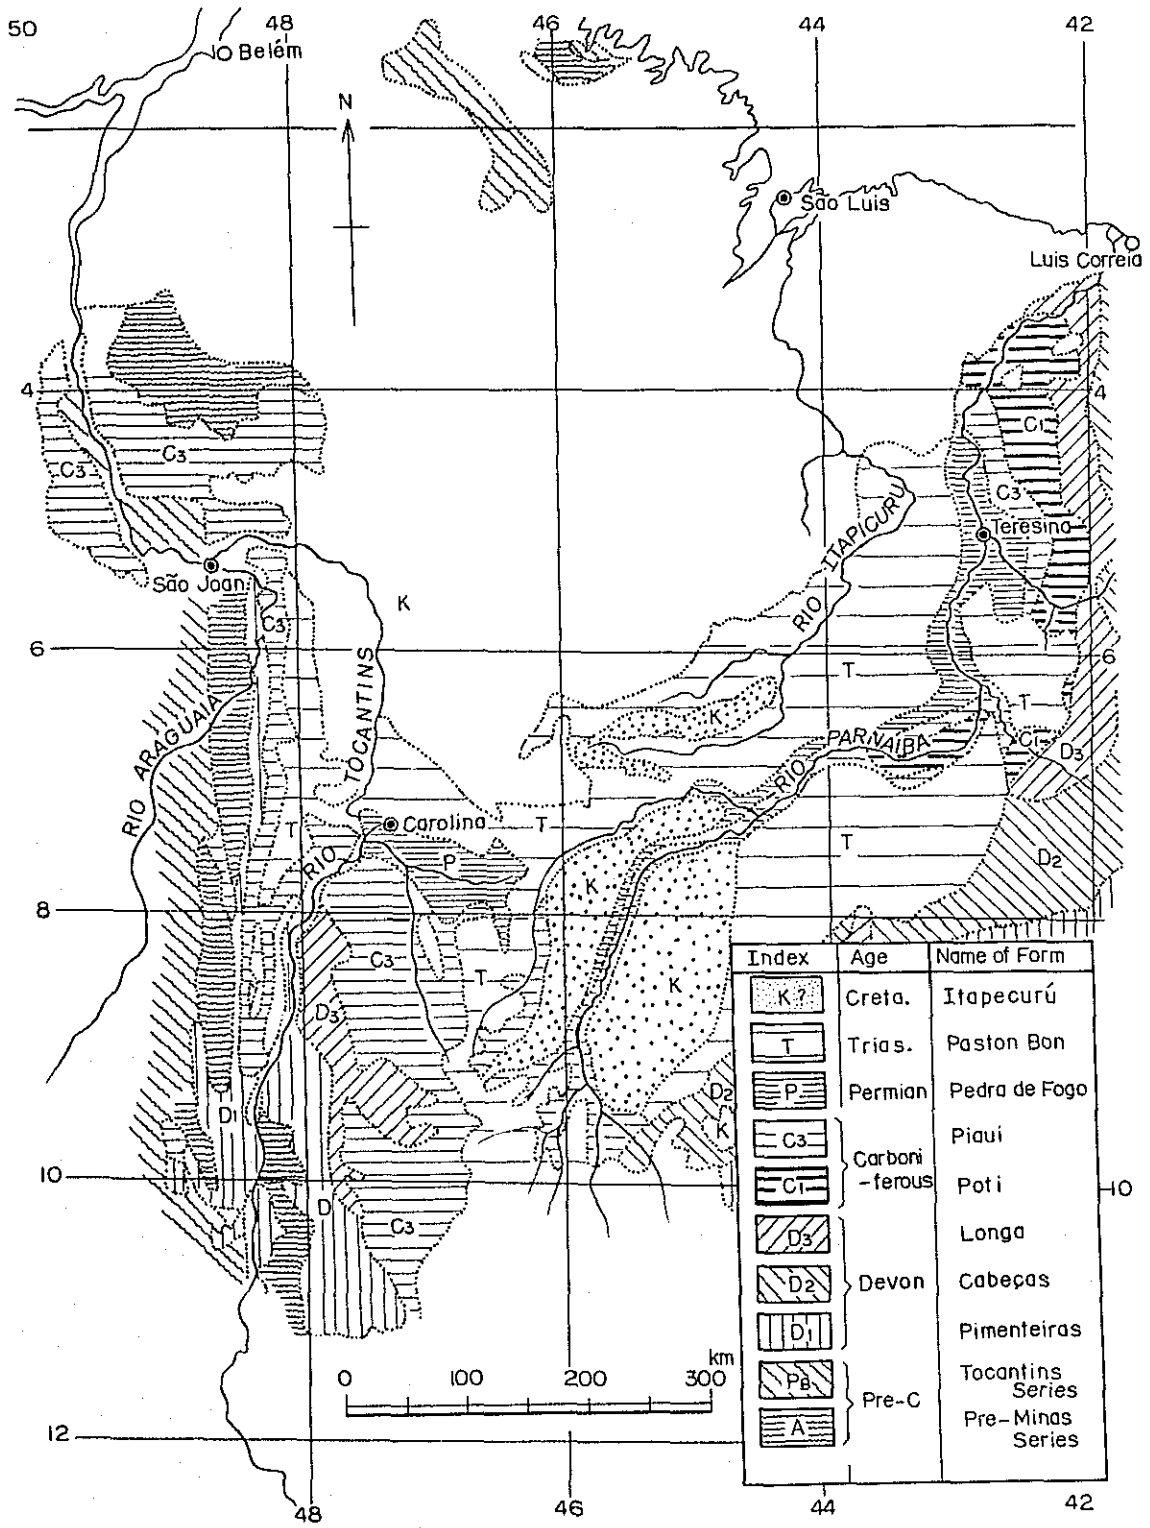 50
48
46
44
42
Belém
N
São Luis
Luis Correia
4
4
C1
C3
C3
C3
RIO ITAPICURU
Teresina
São Joan
K
C3
6
6
T
T
K
RIO ARAGUAIA
RIO TOCANTINS
RIO PARNAIBA
C1
D3
T
Carolina
T
T
P
D2
K
8
C3
T
K
D3
D2
D1
K
10
10
D
C3
Index Age Name of Form
K? Creta. Itapecurú
T Trias. Paston Bon
P Permian Pedra de Fogo
C3 Piaui
Carboni
-ferous
C1 Poti
D3 Longa
D2 Devon Cabeças
D1 Pimenteiras
PB Tocantins
Series
Pre-C
A Pre-Minas
Series
km
0 100 200 300
12
48
46
44
42